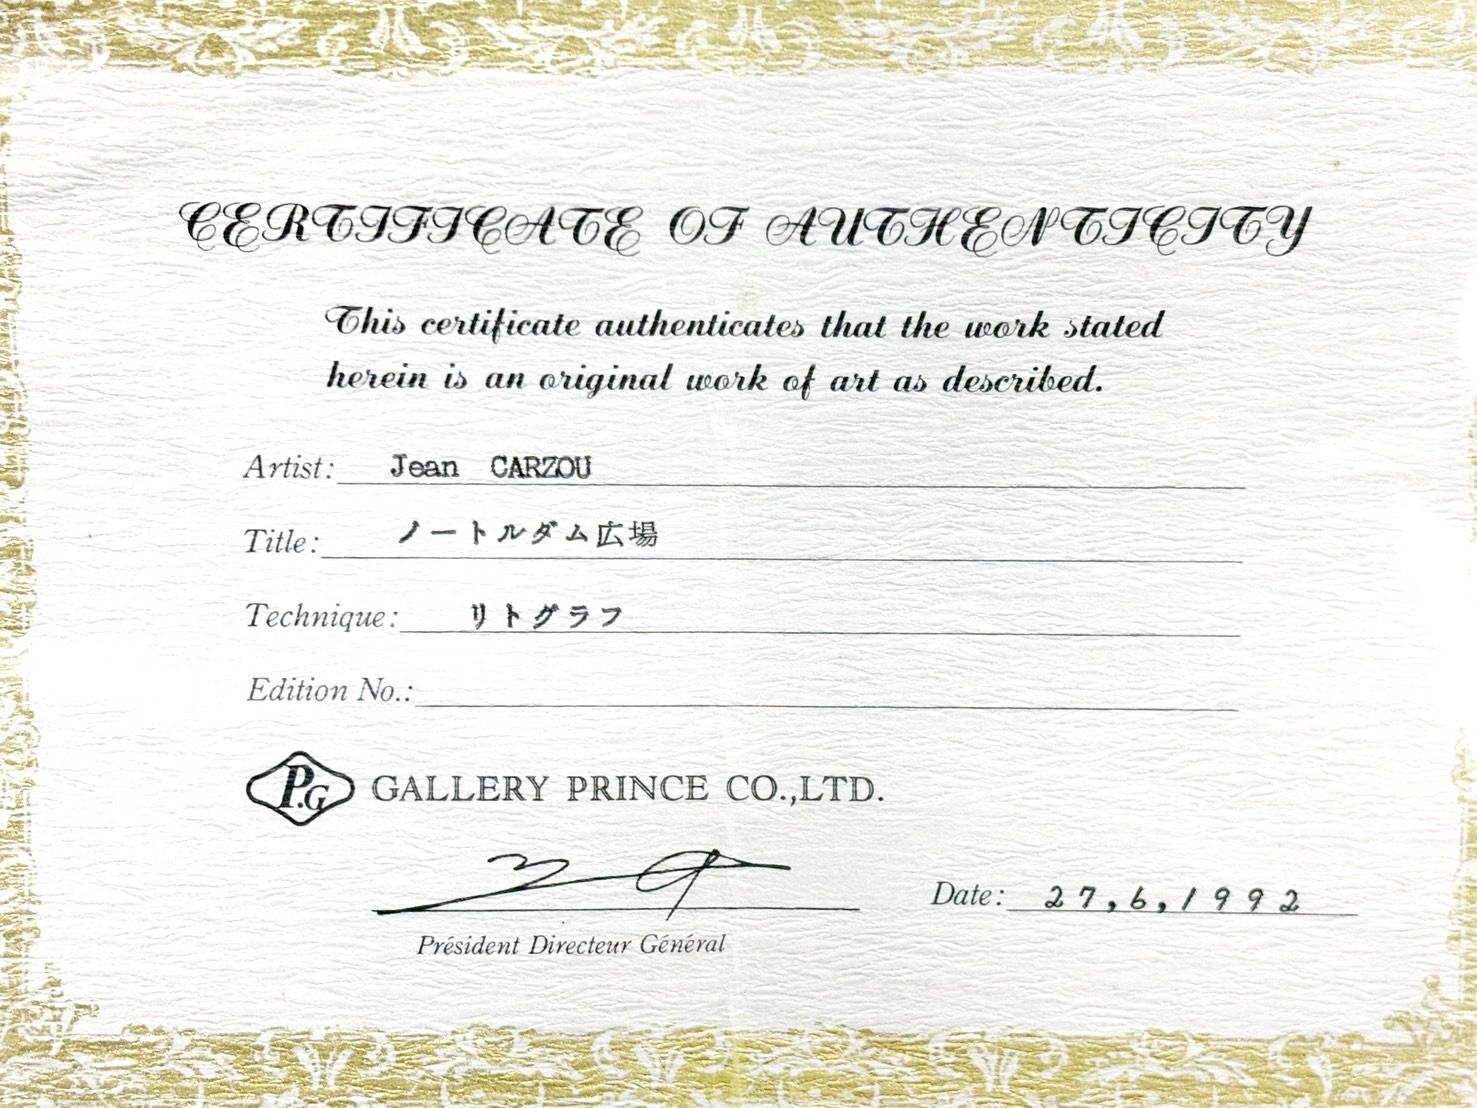 CERTIFICATE OF AUTHENTICITY
This certificate authenticates that the work stated
herein is an original work of art as described.
Artist: Jean CARZOU
Title: ノートルダム広場
Technique: リトグラフ
Edition No.:
P.G GALLERY PRINCE CO.,LTD.
Date: 27,6,1992
Président Directeur Général